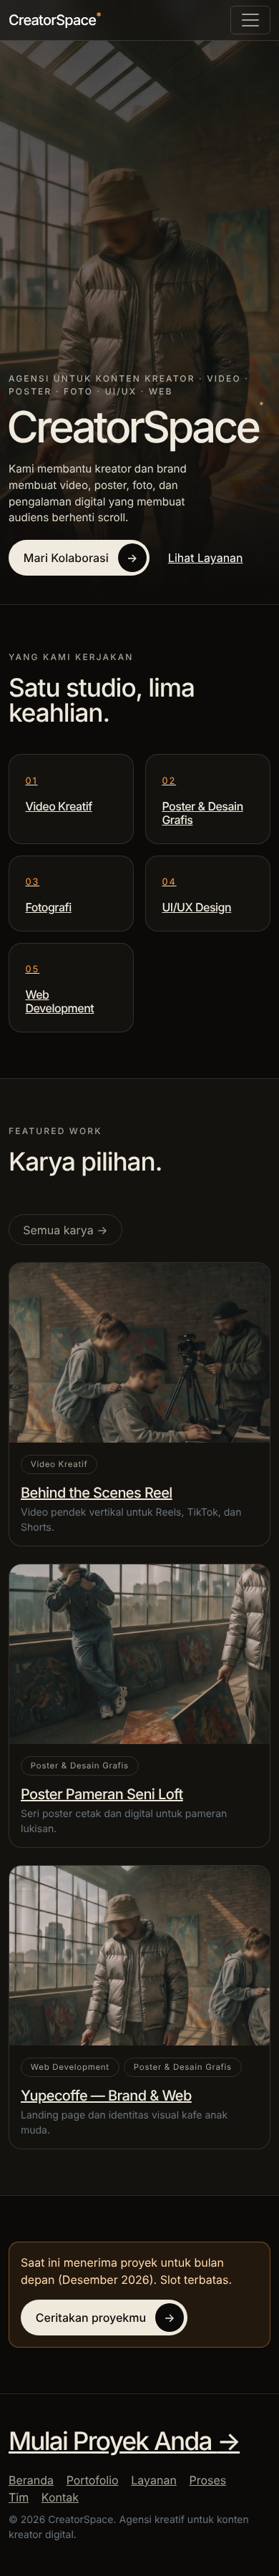 CreatorSpace*
AGENSI UNTUK KONTEN KREATOR · VIDEO ·
POSTER · FOTO · UI/UX · WEB
CreatorSpace*
Kami membantu kreator dan brand
membuat video, poster, foto, dan
pengalaman digital yang membuat
audiens berhenti scroll.
Mari Kolaborasi →
Lihat Layanan
YANG KAMI KERJAKAN
Satu studio, lima
keahlian.
01
Video Kreatif
02
Poster & Desain
Grafis
03
Fotografi
04
UI/UX Design
05
Web
Development
FEATURED WORK
Karya pilihan.
Semua karya →
Video Kreatif
Behind the Scenes Reel
Video pendek vertikal untuk Reels, TikTok, dan
Shorts.
Poster & Desain Grafis
Poster Pameran Seni Loft
Seri poster cetak dan digital untuk pameran
lukisan.
Web Development
Poster & Desain Grafis
Yupecoffe — Brand & Web
Landing page dan identitas visual kafe anak
muda.
Saat ini menerima proyek untuk bulan
depan (Desember 2026). Slot terbatas.
Ceritakan proyekmu →
Mulai Proyek Anda →
Beranda Portofolio Layanan Proses
Tim Kontak
© 2026 CreatorSpace. Agensi kreatif untuk konten
kreator digital.